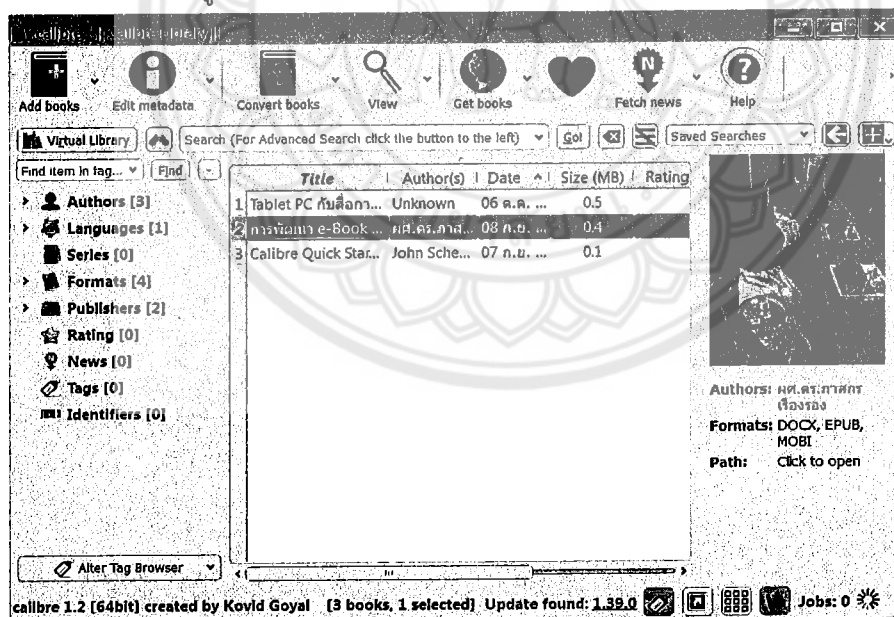 Add books Edit metadata Convert books View Get books Fetch news Help
Virtual Library Search (For Advanced Search click the button to the left) Go! Saved Searches
Find item in tag... Find
Title Author(s) Date Size (MB) Rating
1 Tablet PC กับสื่อกา... Unknown 06 ต.ค. ... 0.5
2 การพัฒนา e-Book ... ผศ.ดร.ภาส... 08 ก.ย. ... 0.4
3 Calibre Quick Star... John Sche... 07 ก.ย. ... 0.1
Authors [3]
Languages [1]
Series [0]
Formats [4]
Publishers [2]
Rating [0]
News [0]
Tags [0]
Identifiers [0]
Authors: ผศ.ดร.ภาสกร
เรืองรอง
Formats: DOCX, EPUB,
MOBI
Path: Click to open
Alter Tag Browser
calibre 1.2 [64bit] created by Kovid Goyal [3 books, 1 selected] Update found: 1.39.0 Jobs: 0